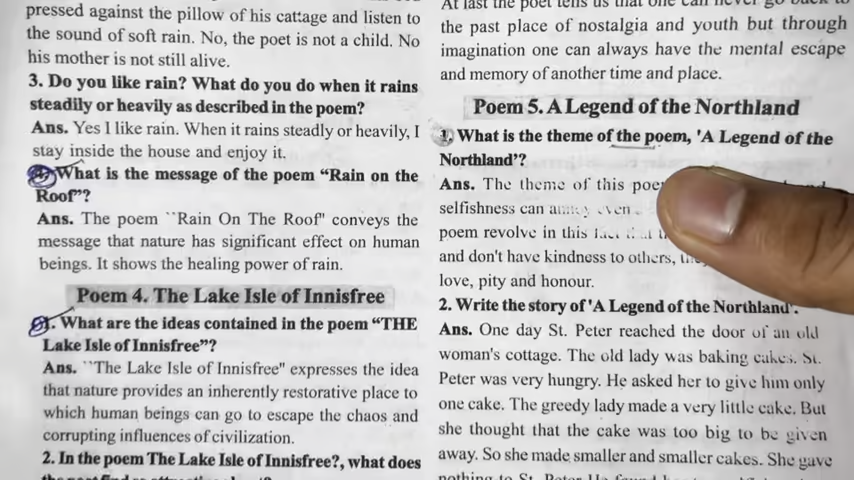 pressed against the pillow of his cattage and listen to
the sound of soft rain. No, the poet is not a child. No
his mother is not still alive.
3. Do you like rain? What do you do when it rains
steadily or heavily as described in the poem?
Ans. Yes I like rain. When it rains steady or heavily, I
stay inside the house and enjoy it.
4. What is the message of the poem “Rain on the
Roof”?
Ans. The poem ``Rain On The Roof" conveys the
message that nature has significant effect on human
beings. It shows the healing power of rain.
Poem 4. The Lake Isle of Innisfree
1. What are the ideas contained in the poem “THE
Lake Isle of Innisfree”?
Ans. ``The Lake Isle of Innisfree" expresses the idea
that nature provides an inherently restorative place to
which human beings can go to escape the chaos and
corrupting influences of civilization.
2. In the poem The Lake Isle of Innisfree?, what does
At last the poet tells us that one can never go back to
the past place of nostalgia and youth but through
imagination one can always have the mental escape
and memory of another time and place.
Poem 5. A Legend of the Northland
1. What is the theme of the poem, 'A Legend of the
Northland'?
Ans. The theme of this
selfishness can even
poem revolve in this
and don't have kindness to others,
love, pity and honour.
2. Write the story of 'A Legend of the Northland'.
Ans. One day St. Peter reached the door of an old
woman's cottage. The old lady was baking cakes. St.
Peter was very hungry. He asked her to give him only
one cake. The greedy lady made a very little cake. But
she thought that the cake was too big to be given
away. So she made smaller and smaller cakes. She gave
nothing to St. Peter